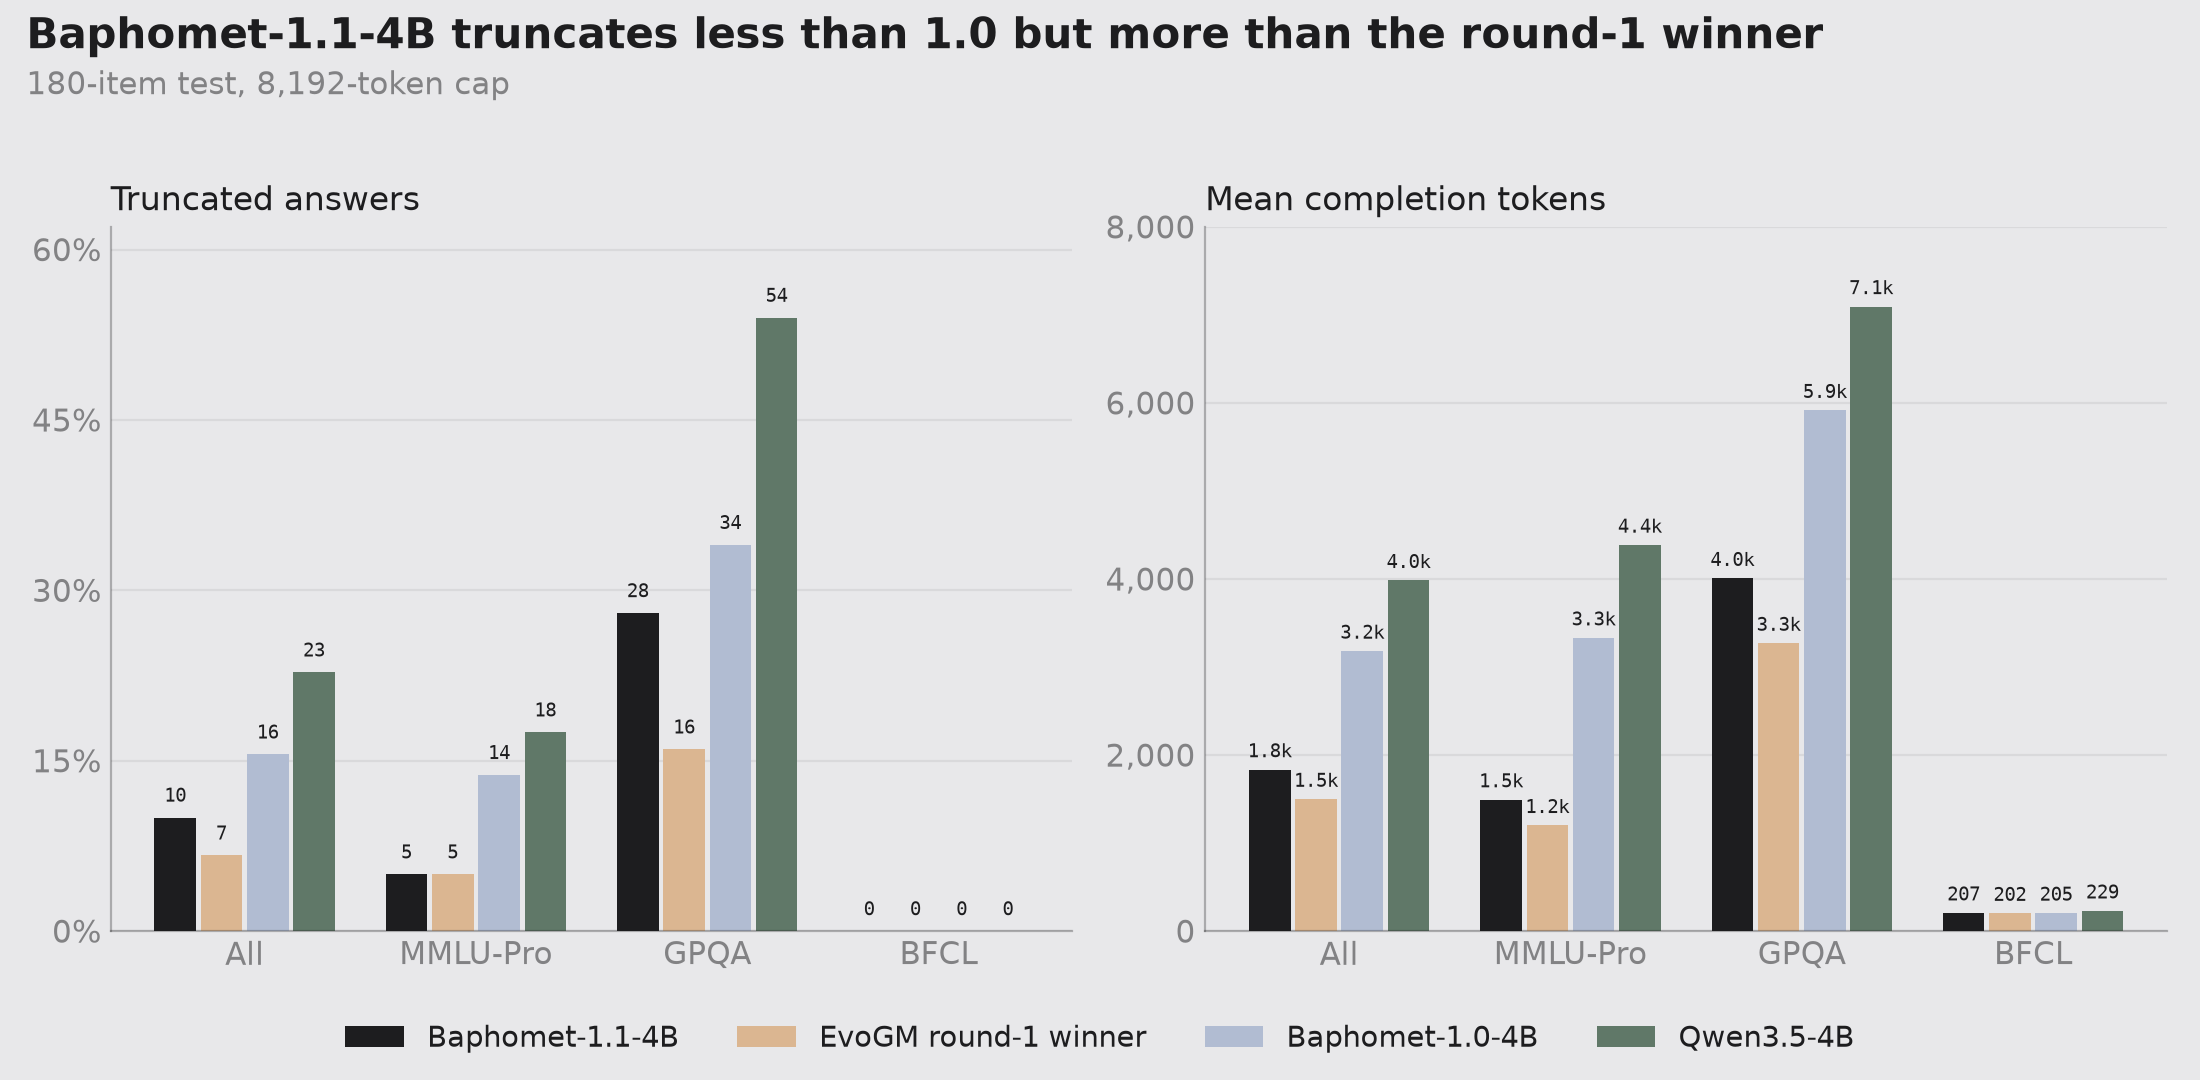 Baphomet-1.1-4B truncates less than 1.0 but more than the round-1 winner
180-item test, 8,192-token cap
Truncated answers
60%
45%
30%
15%
0%
10
7
16
23
5
5
14
18
28
16
34
54
0
0
0
0
All
MMLU-Pro
GPQA
BFCL
Mean completion tokens
8,000
6,000
4,000
2,000
0
1.8k
1.5k
3.2k
4.0k
1.5k
1.2k
3.3k
4.4k
4.0k
3.3k
5.9k
7.1k
207
202
205
229
All
MMLU-Pro
GPQA
BFCL
Baphomet-1.1-4B
EvoGM round-1 winner
Baphomet-1.0-4B
Qwen3.5-4B